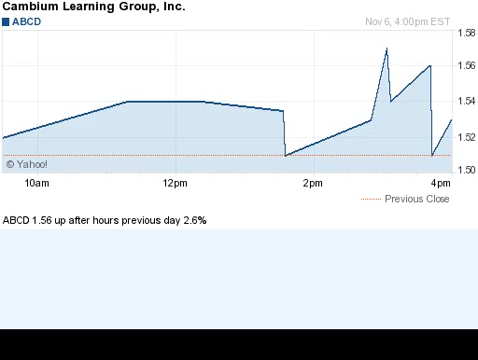 Cambium Learning Group, Inc.
ABCD Nov 6, 4:00pm EST
1.58
1.56
1.54
1.52
1.50
© Yahoo!
10am 12pm 2pm 4pm
Previous Close
ABCD 1.56 up after hours previous day 2.6%